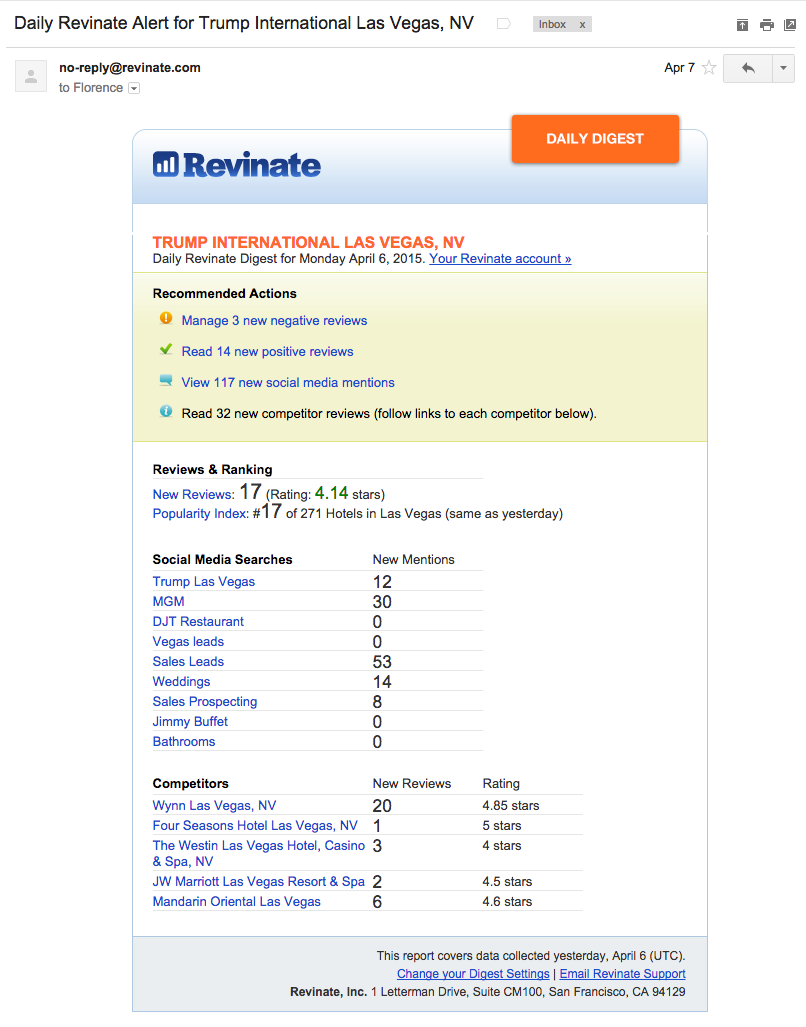 Daily Revinate Alert for Trump International Las Vegas, NV
Inbox x
no-reply@revinate.com
Apr 7
to Florence
DAILY DIGEST
Revinate
TRUMP INTERNATIONAL LAS VEGAS, NV
Daily Revinate Digest for Monday April 6, 2015. Your Revinate account »
Recommended Actions
Manage 3 new negative reviews
Read 14 new positive reviews
View 117 new social media mentions
Read 32 new competitor reviews (follow links to each competitor below).
Reviews & Ranking
New Reviews: 17 (Rating: 4.14 stars)
Popularity Index: #17 of 271 Hotels in Las Vegas (same as yesterday)
Social Media Searches New Mentions
Trump Las Vegas 12
MGM 30
DJT Restaurant 0
Vegas leads 0
Sales Leads 53
Weddings 14
Sales Prospecting 8
Jimmy Buffet 0
Bathrooms 0
Competitors New Reviews Rating
Wynn Las Vegas, NV 20 4.85 stars
Four Seasons Hotel Las Vegas, NV 1 5 stars
The Westin Las Vegas Hotel, Casino 3 4 stars
& Spa, NV
JW Marriott Las Vegas Resort & Spa 2 4.5 stars
Mandarin Oriental Las Vegas 6 4.6 stars
This report covers data collected yesterday, April 6 (UTC).
Change your Digest Settings | Email Revinate Support
Revinate, Inc. 1 Letterman Drive, Suite CM100, San Francisco, CA 94129